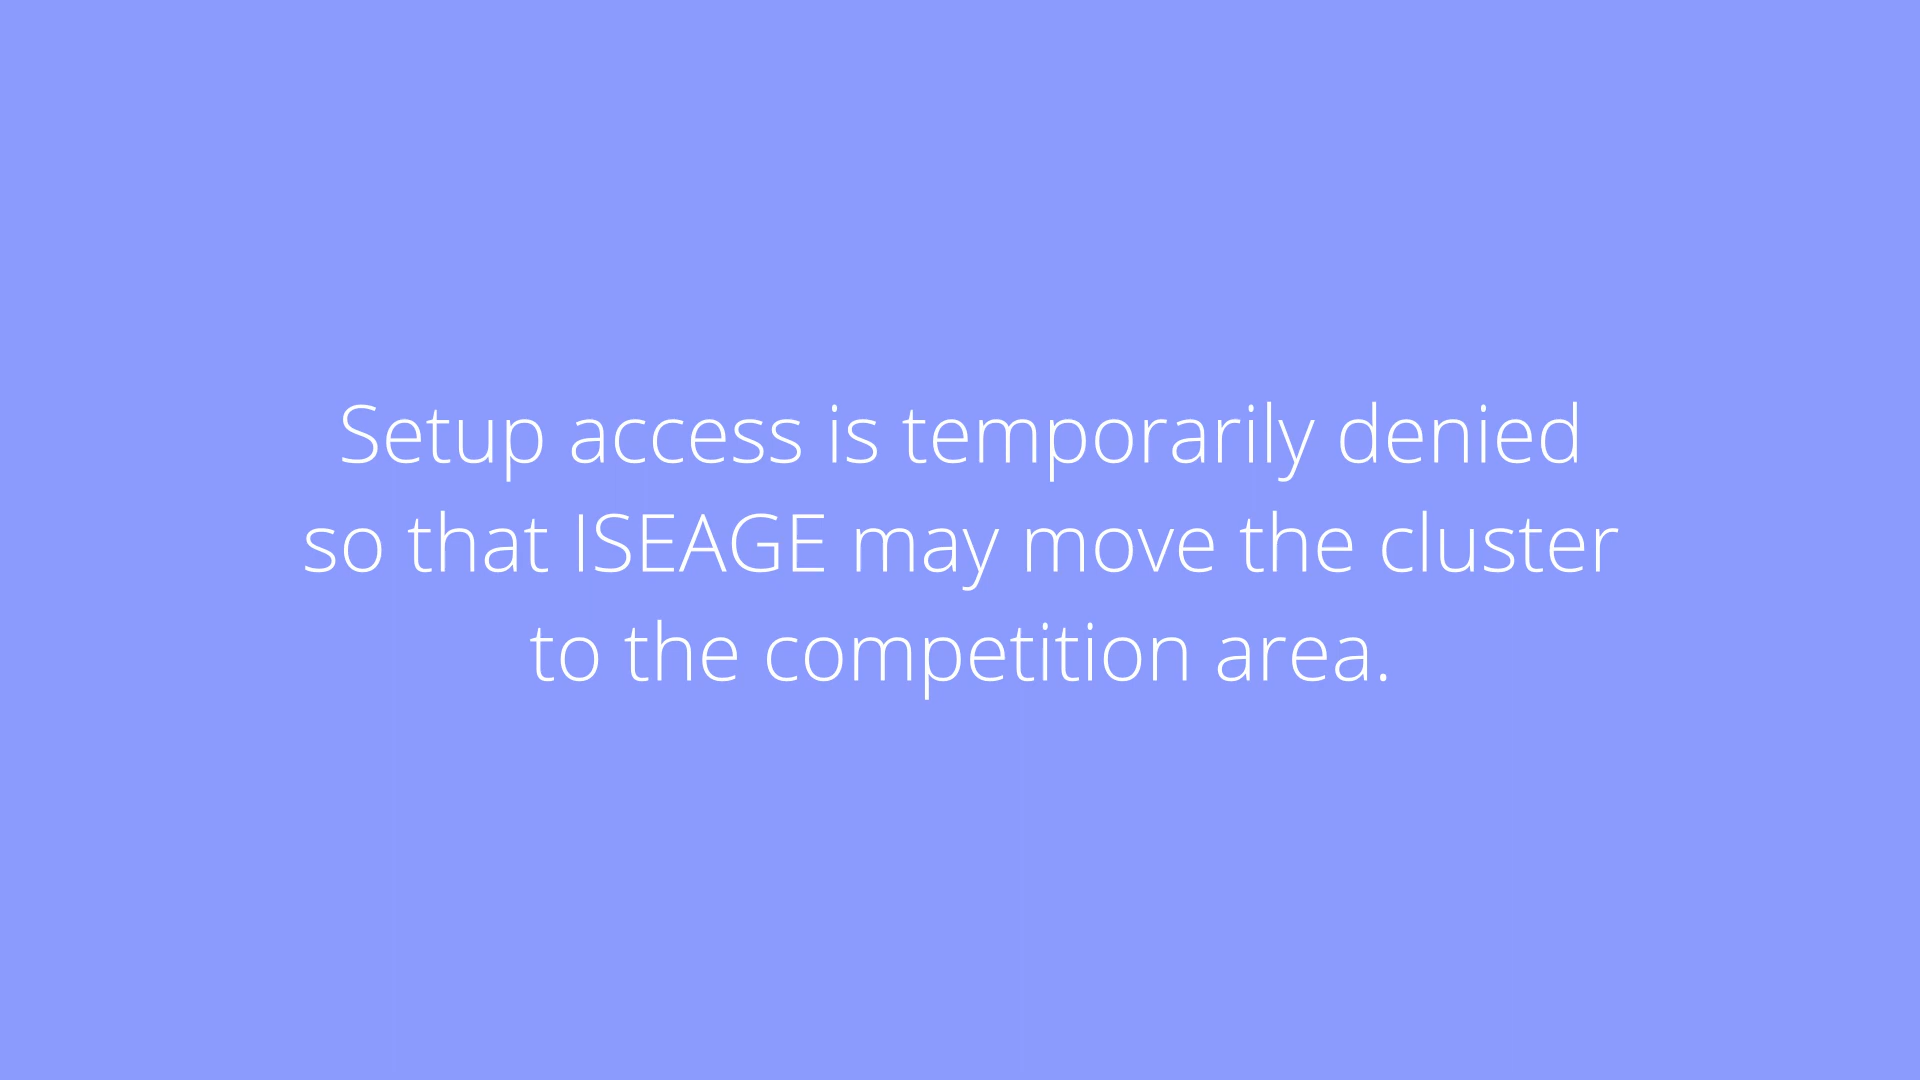 Setup access is temporarily denied
so that ISEAGE may move the cluster
to the competition area.